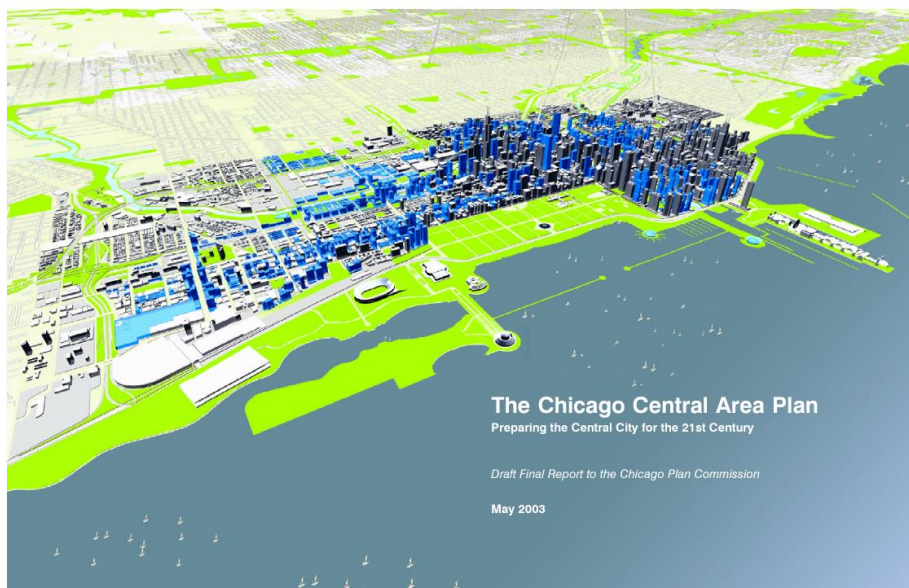 The Chicago Central Area Plan
Preparing the Central City for the 21st Century
Draft Final Report to the Chicago Plan Commission
May 2003